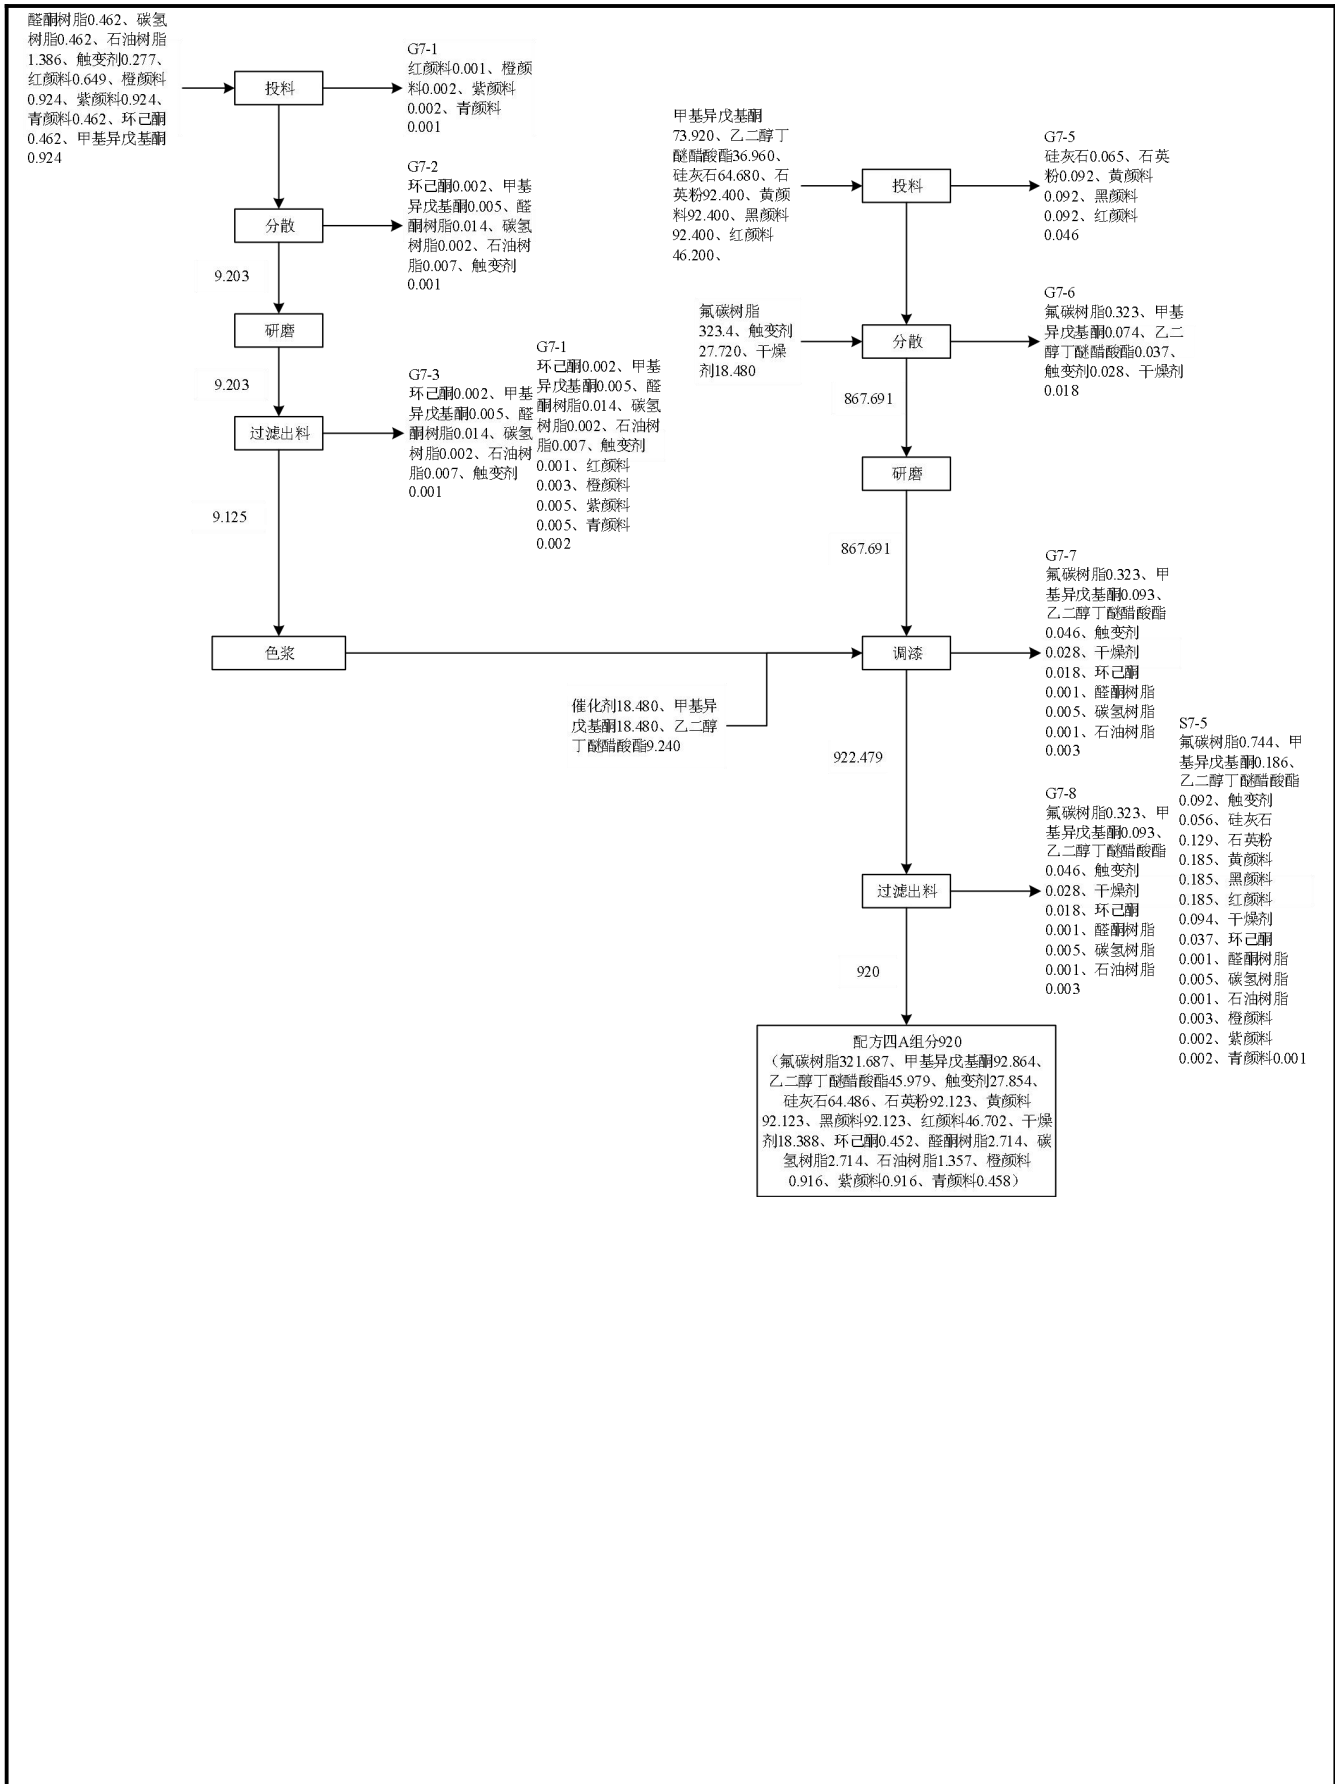 醛酮树脂0.462、碳氢
树脂0.462、石油树脂
1.386、触变剂0.277、
红颜料0.649、橙颜料
0.924、紫颜料0.924、
青颜料0.462、环己酮
0.462、甲基异戊基酮
0.924
投料
G7-1
红颜料0.001、橙颜
料0.002、紫颜料
0.002、青颜料
0.001
G7-2
环己酮0.002、甲基
异戊基酮0.005、醛
酮树脂0.014、碳氢
树脂0.002、石油树
脂0.007、触变剂
0.001
分散
9.203
研磨
9.203
过滤出料
G7-3
环己酮0.002、甲基
异戊基酮0.005、醛
酮树脂0.014、碳氢
树脂0.002、石油树
脂0.007、触变剂
0.001
G7-1
环己酮0.002、甲基
异戊基酮0.005、醛
酮树脂0.014、碳氢
树脂0.002、石油树
脂0.007、触变剂
0.001、红颜料
0.003、橙颜料
0.005、紫颜料
0.005、青颜料
0.002
9.125
色浆
甲基异戊基酮
73.920、乙二醇丁
醚醋酸酯36.960、
硅灰石64.680、石
英粉92.400、黄颜
料92.400、黑颜料
92.400、红颜料
46.200、
投料
G7-5
硅灰石0.065、石英
粉0.092、黄颜料
0.092、黑颜料
0.092、红颜料
0.046
氟碳树脂
323.4、触变剂
27.720、干燥
剂18.480
分散
G7-6
氟碳树脂0.323、甲基
异戊基酮0.074、乙二
醇丁醚醋酸酯0.037、
触变剂0.028、干燥剂
0.018
867.691
研磨
867.691
催化剂18.480、甲基异
戊基酮18.480、乙二醇
丁醚醋酸酯9.240
调漆
G7-7
氟碳树脂0.323、甲
基异戊基酮0.093、
乙二醇丁醚醋酸酯
0.046、触变剂
0.028、干燥剂
0.018、环己酮
0.001、醛酮树脂
0.005、碳氢树脂
0.001、石油树脂
0.003
922.479
过滤出料
G7-8
氟碳树脂0.323、甲
基异戊基酮0.093、
乙二醇丁醚醋酸酯
0.046、触变剂
0.028、干燥剂
0.018、环己酮
0.001、醛酮树脂
0.005、碳氢树脂
0.001、石油树脂
0.003
S7-5
氟碳树脂0.744、甲
基异戊基酮0.186、
乙二醇丁醚醋酸酯
0.092、触变剂
0.056、硅灰石
0.129、石英粉
0.185、黄颜料
0.185、黑颜料
0.185、红颜料
0.094、干燥剂
0.037、环己酮
0.001、醛酮树脂
0.005、碳氢树脂
0.001、石油树脂
0.003、橙颜料
0.002、紫颜料
0.002、青颜料0.001
920
配方四A组分920
（氟碳树脂321.687、甲基异戊基酮92.864、
乙二醇丁醚醋酸酯45.979、触变剂27.854、
硅灰石64.486、石英粉92.123、黄颜料
92.123、黑颜料92.123、红颜料46.702、干燥
剂18.388、环己酮0.452、醛酮树脂2.714、碳
氢树脂2.714、石油树脂1.357、橙颜料
0.916、紫颜料0.916、青颜料0.458）